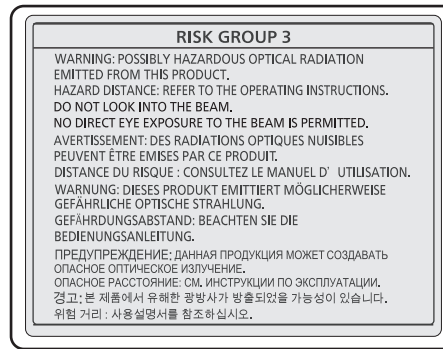 RISK GROUP 3
WARNING: POSSIBLY HAZARDOUS OPTICAL RADIATION
EMITTED FROM THIS PRODUCT.
HAZARD DISTANCE: REFER TO THE OPERATING INSTRUCTIONS.
DO NOT LOOK INTO THE BEAM.
NO DIRECT EYE EXPOSURE TO THE BEAM IS PERMITTED.
AVERTISSEMENT: DES RADIATIONS OPTIQUES NUISIBLES
PEUVENT ÊTRE EMISES PAR CE PRODUIT.
DISTANCE DU RISQUE : CONSULTEZ LE MANUEL D' UTILISATION.
WARNUNG: DIESES PRODUKT EMITTIERT MÖGLICHERWEISE
GEFÄHRLICHE OPTISCHE STRAHLUNG.
GEFÄHRDUNGSABSTAND: BEACHTEN SIE DIE
BEDIENUNGSANLEITUNG.
ПРЕДУПРЕЖДЕНИЕ: ДАННАЯ ПРОДУКЦИЯ МОЖЕТ СОЗДАВАТЬ
ОПАСНОЕ ОПТИЧЕСКОЕ ИЗЛУЧЕНИЕ.
ОПАСНОЕ РАССТОЯНИЕ: СМ. ИНСТРУКЦИИ ПО ЭКСПЛУАТАЦИИ.
경고: 본 제품에서 유해한 광방사가 방출되었을 가능성이 있습니다.
위험 거리 : 사용설명서를 참조하십시오.